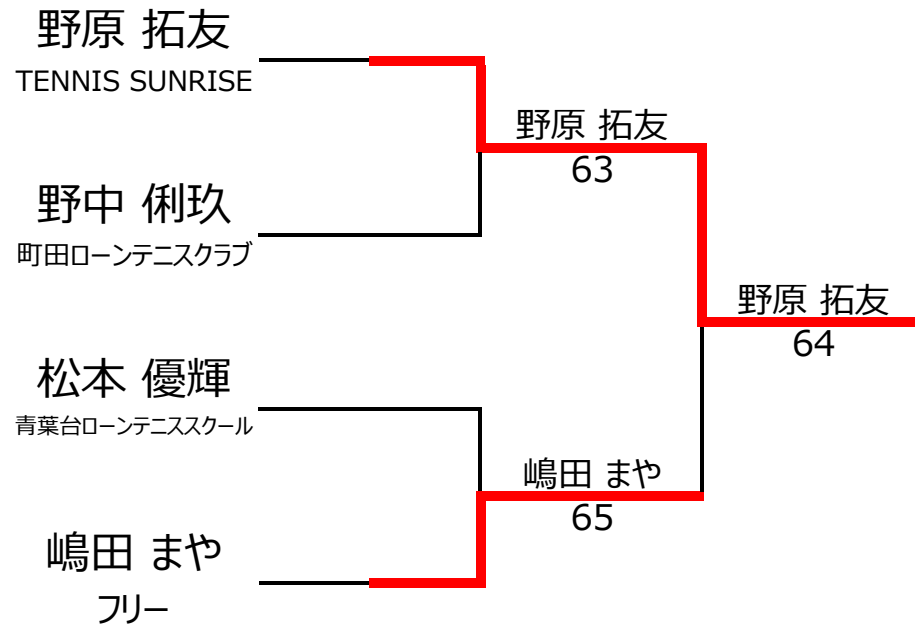 野原 拓友
TENNIS SUNRISE
野原 拓友
63
野中 俐玖
町田ローンテニスクラブ
野原 拓友
64
松本 優輝
青葉台ローンテニススクール
嶋田 まや
65
嶋田 まや
フリー